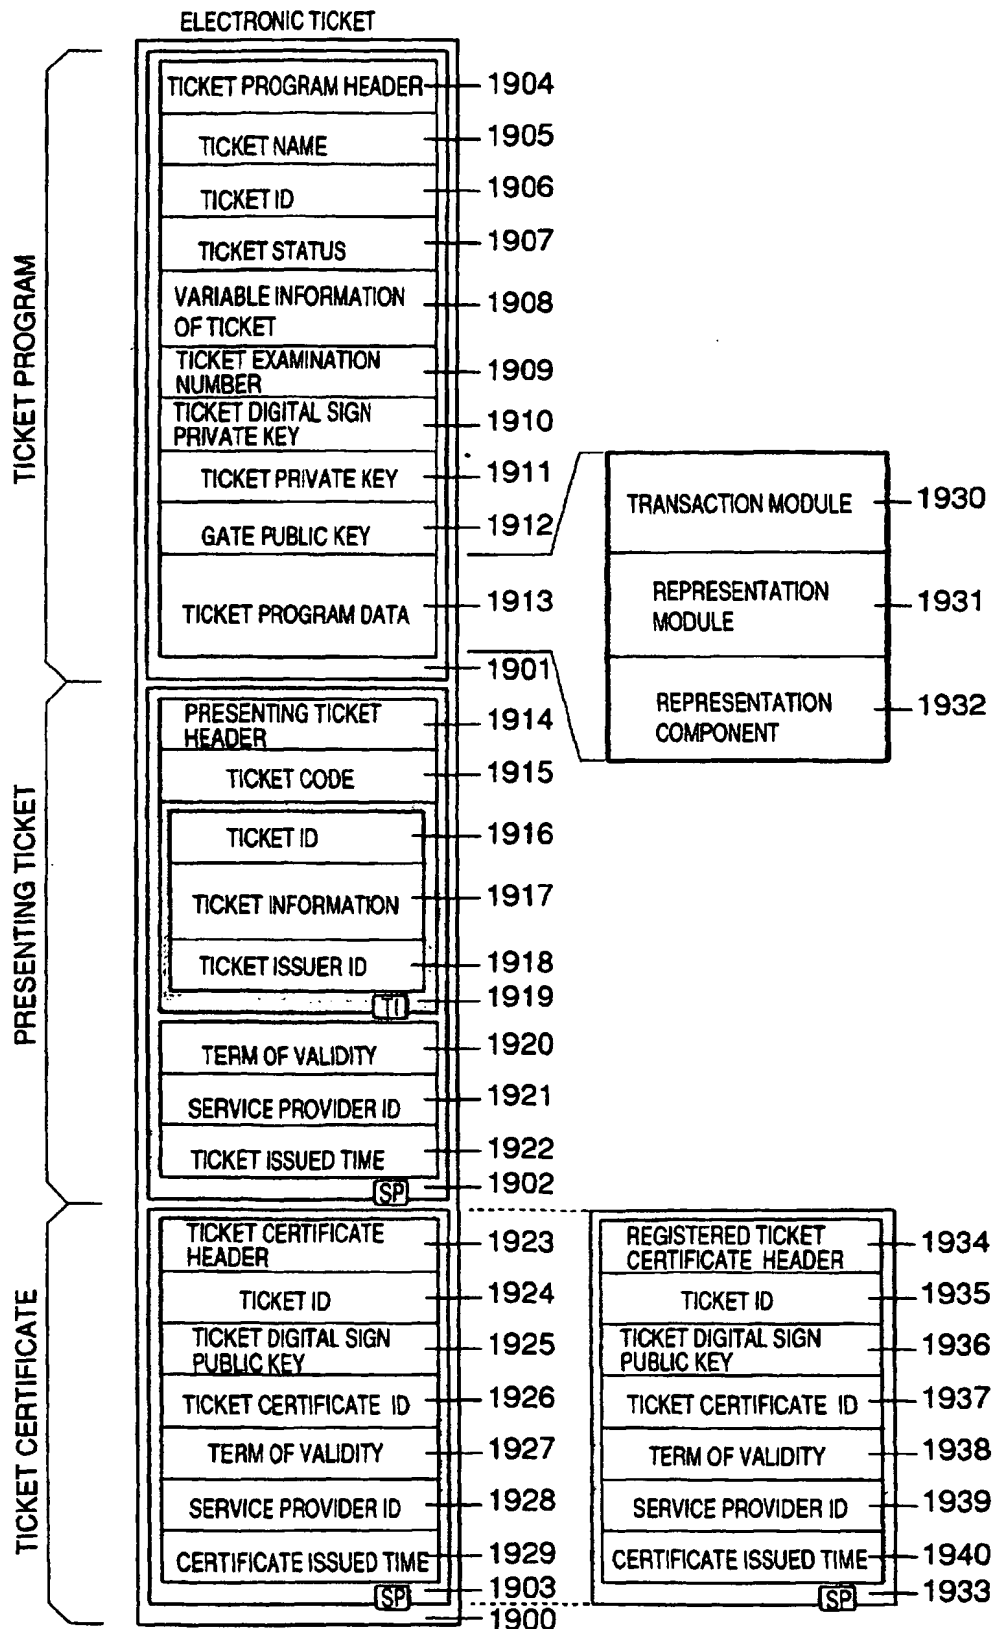 ELECTRONIC TICKET
TICKET PROGRAM
TICKET PROGRAM HEADER
1904
TICKET NAME
1905
TICKET ID
1906
TICKET STATUS
1907
VARIABLE INFORMATION
OF TICKET
1908
TICKET EXAMINATION
NUMBER
1909
TICKET DIGITAL SIGN
PRIVATE KEY
1910
TICKET PRIVATE KEY
1911
GATE PUBLIC KEY
1912
TICKET PROGRAM DATA
1913
1901
TRANSACTION MODULE
1930
REPRESENTATION
MODULE
1931
REPRESENTATION
COMPONENT
1932
PRESENTING TICKET
PRESENTING TICKET
HEADER
1914
TICKET CODE
1915
TICKET ID
1916
TICKET INFORMATION
1917
TICKET ISSUER ID
1918
TI
1919
TERM OF VALIDITY
1920
SERVICE PROVIDER ID
1921
TICKET ISSUED TIME
1922
SP
1902
TICKET CERTIFICATE
TICKET CERTIFICATE
HEADER
1923
TICKET ID
1924
TICKET DIGITAL SIGN
PUBLIC KEY
1925
TICKET CERTIFICATE ID
1926
TERM OF VALIDITY
1927
SERVICE PROVIDER ID
1928
CERTIFICATE ISSUED TIME
1929
SP
1903
1900
REGISTERED TICKET
CERTIFICATE HEADER
1934
TICKET ID
1935
TICKET DIGITAL SIGN
PUBLIC KEY
1936
TICKET CERTIFICATE ID
1937
TERM OF VALIDITY
1938
SERVICE PROVIDER ID
1939
CERTIFICATE ISSUED TIME
1940
SP
1933